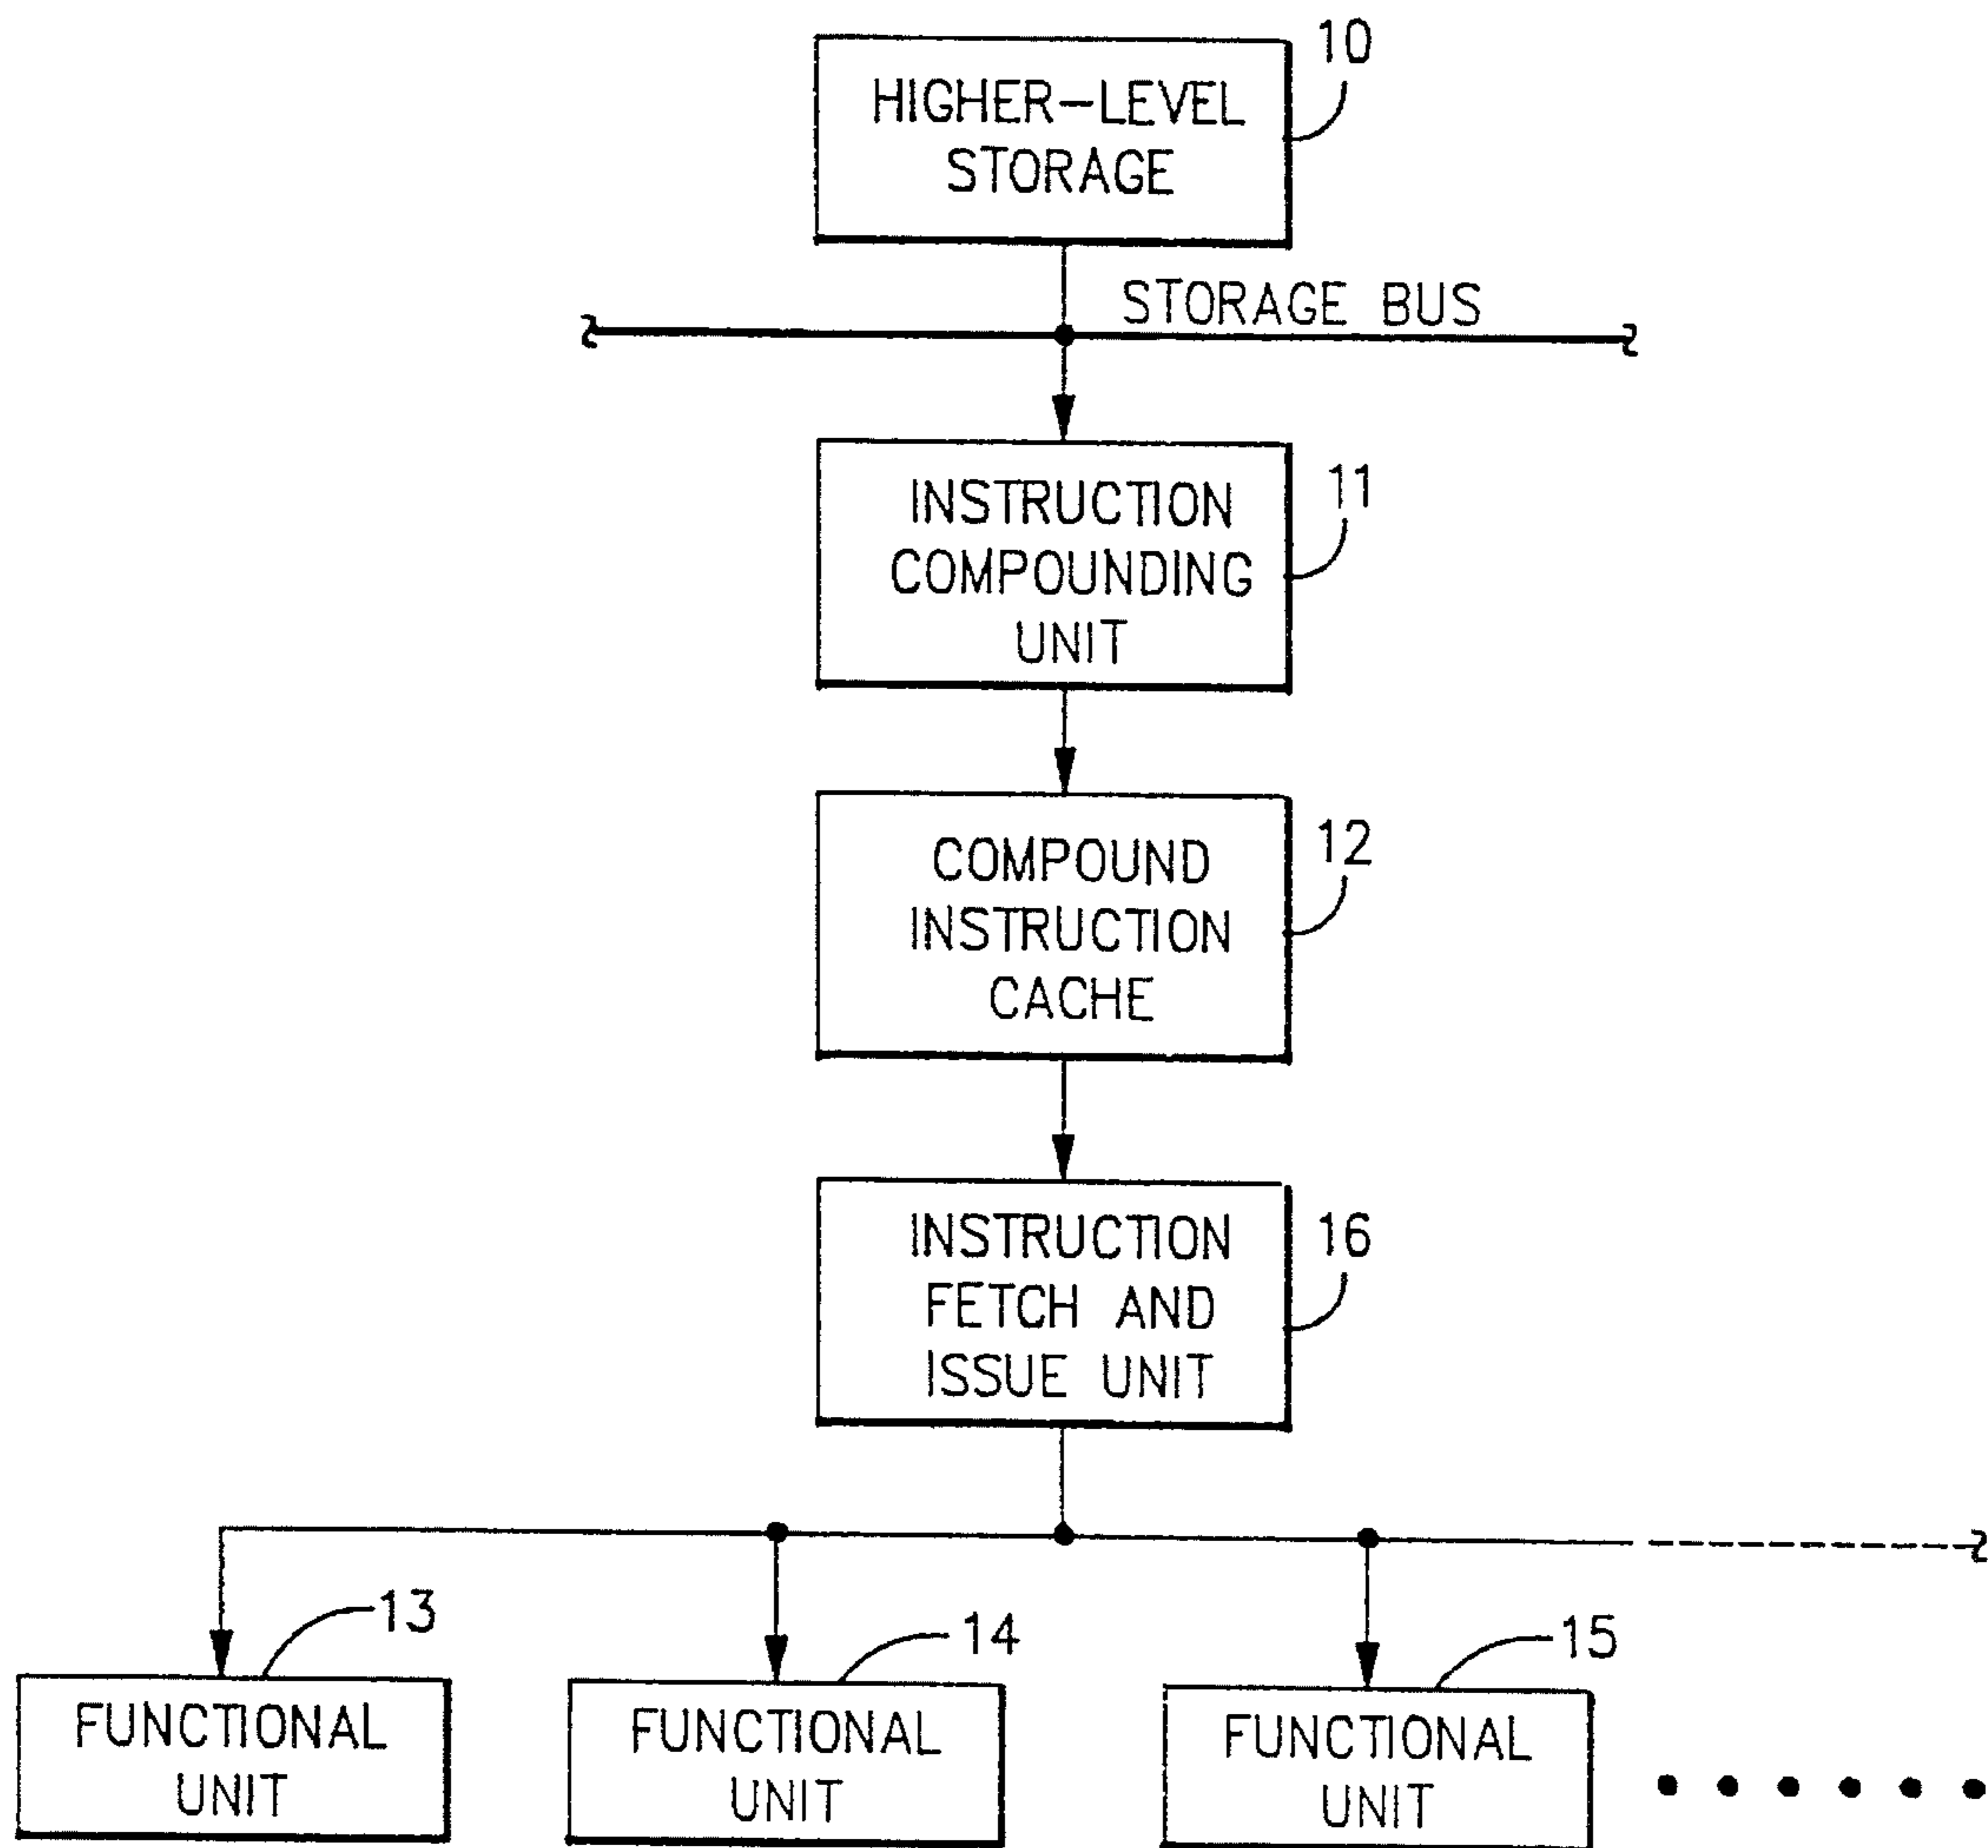 10
HIGHER-LEVEL
STORAGE
STORAGE BUS
11
INSTRUCTION
COMPOUNDING
UNIT
12
COMPOUND
INSTRUCTION
CACHE
16
INSTRUCTION
FETCH AND
ISSUE UNIT
13
14
15
FUNCTIONAL
UNIT
FUNCTIONAL
UNIT
FUNCTIONAL
UNIT